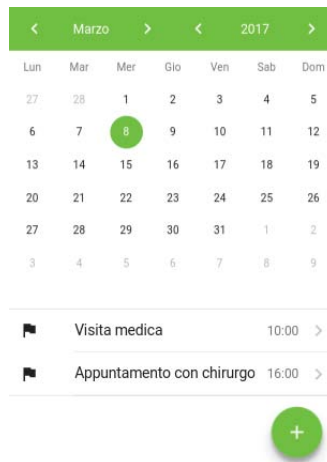 < Marzo > < 2017 >
Lun Mar Mer Gio Ven Sab Dom
27 28 1 2 3 4 5
6 7 8 9 10 11 12
13 14 15 16 17 18 19
20 21 22 23 24 25 26
27 28 29 30 31 1 2
3 4 5 6 7 8 9
Visita medica 10:00 >
Appuntamento con chirurgo 16:00 >
+